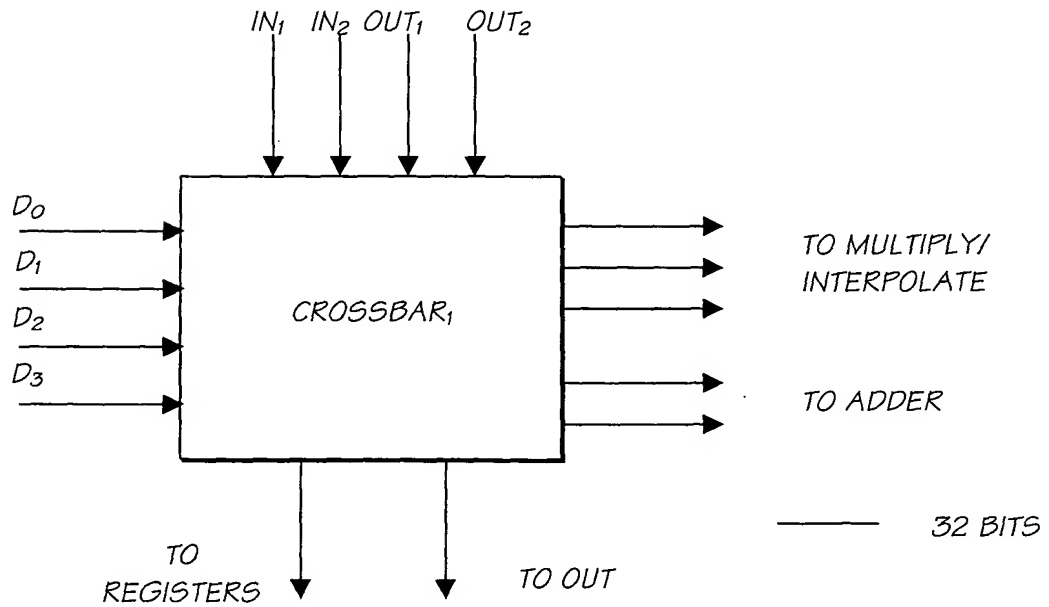 IN₁ IN₂ OUT₁ OUT₂
D₀
D₁
D₂
D₃
CROSSBAR₁
TO MULTIPLY/
INTERPOLATE
TO ADDER
32 BITS
TO
REGISTERS
TO OUT